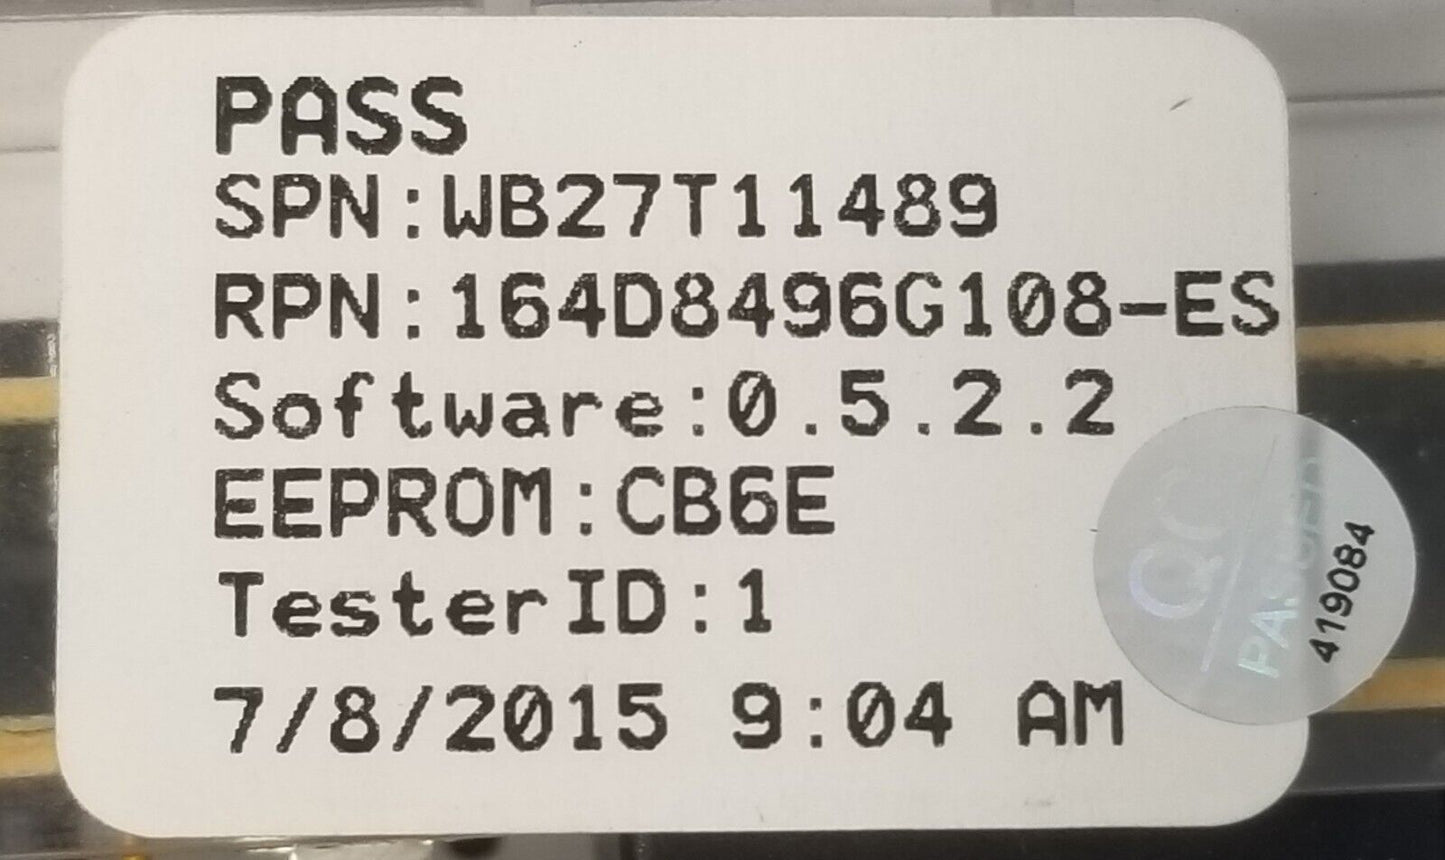 PASS
SPN:WB27T11489
RPN:164D8496G108-ES
Software:0.5.2.2
EEPROM:CB6E
TesterID:1
7/8/2015 9:04 AM
QC
PASSED
419084